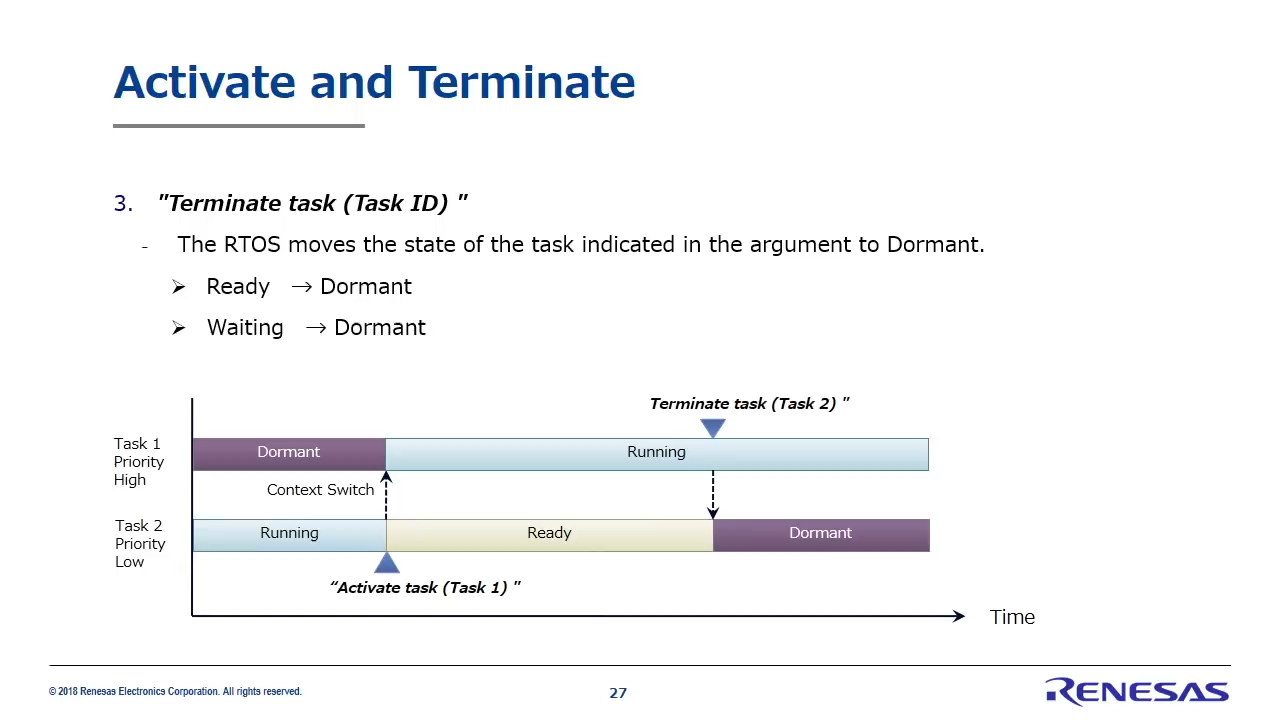 Activate and Terminate
3. "Terminate task (Task ID) "
- The RTOS moves the state of the task indicated in the argument to Dormant.
➢ Ready → Dormant
➢ Waiting → Dormant
Terminate task (Task 2) "
Task 1
Priority
High
Dormant
Running
Context Switch
Task 2
Priority
Low
Running
Ready
Dormant
“Activate task (Task 1) "
Time
© 2018 Renesas Electronics Corporation. All rights reserved.
27
RENESAS